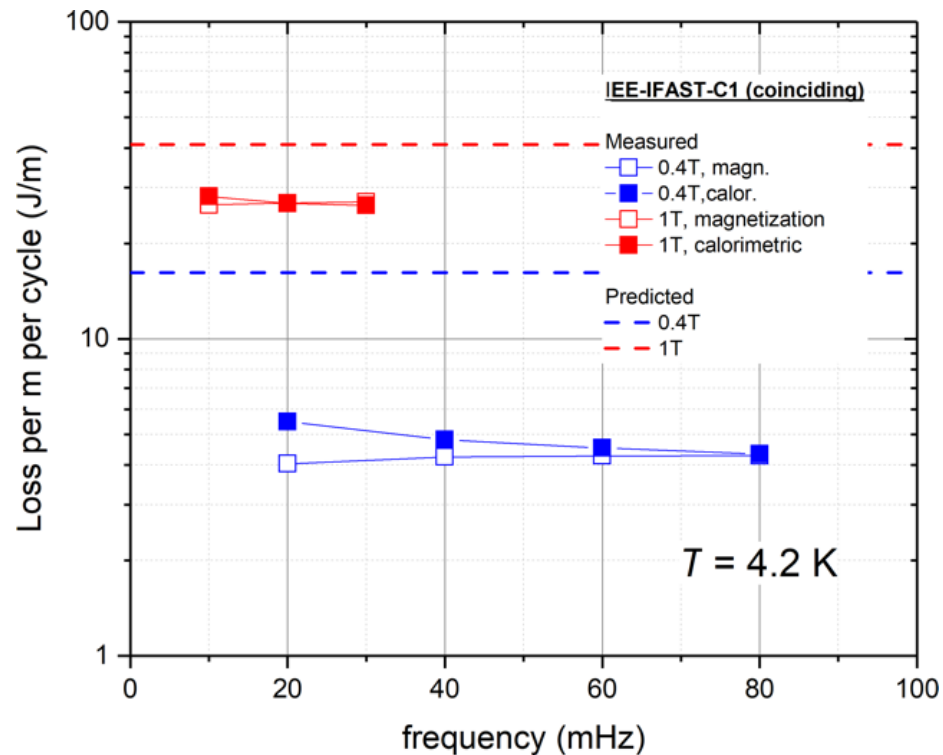 100
10
1
Loss per m per cycle (J/m)
IEE-IFAST-C1 (coinciding)
Measured
0.4T, magn.
0.4T,calor.
1T, magnetization
1T, calorimetric
Predicted
0.4T
1T
T = 4.2 K
0 20 40 60 80 100
frequency (mHz)